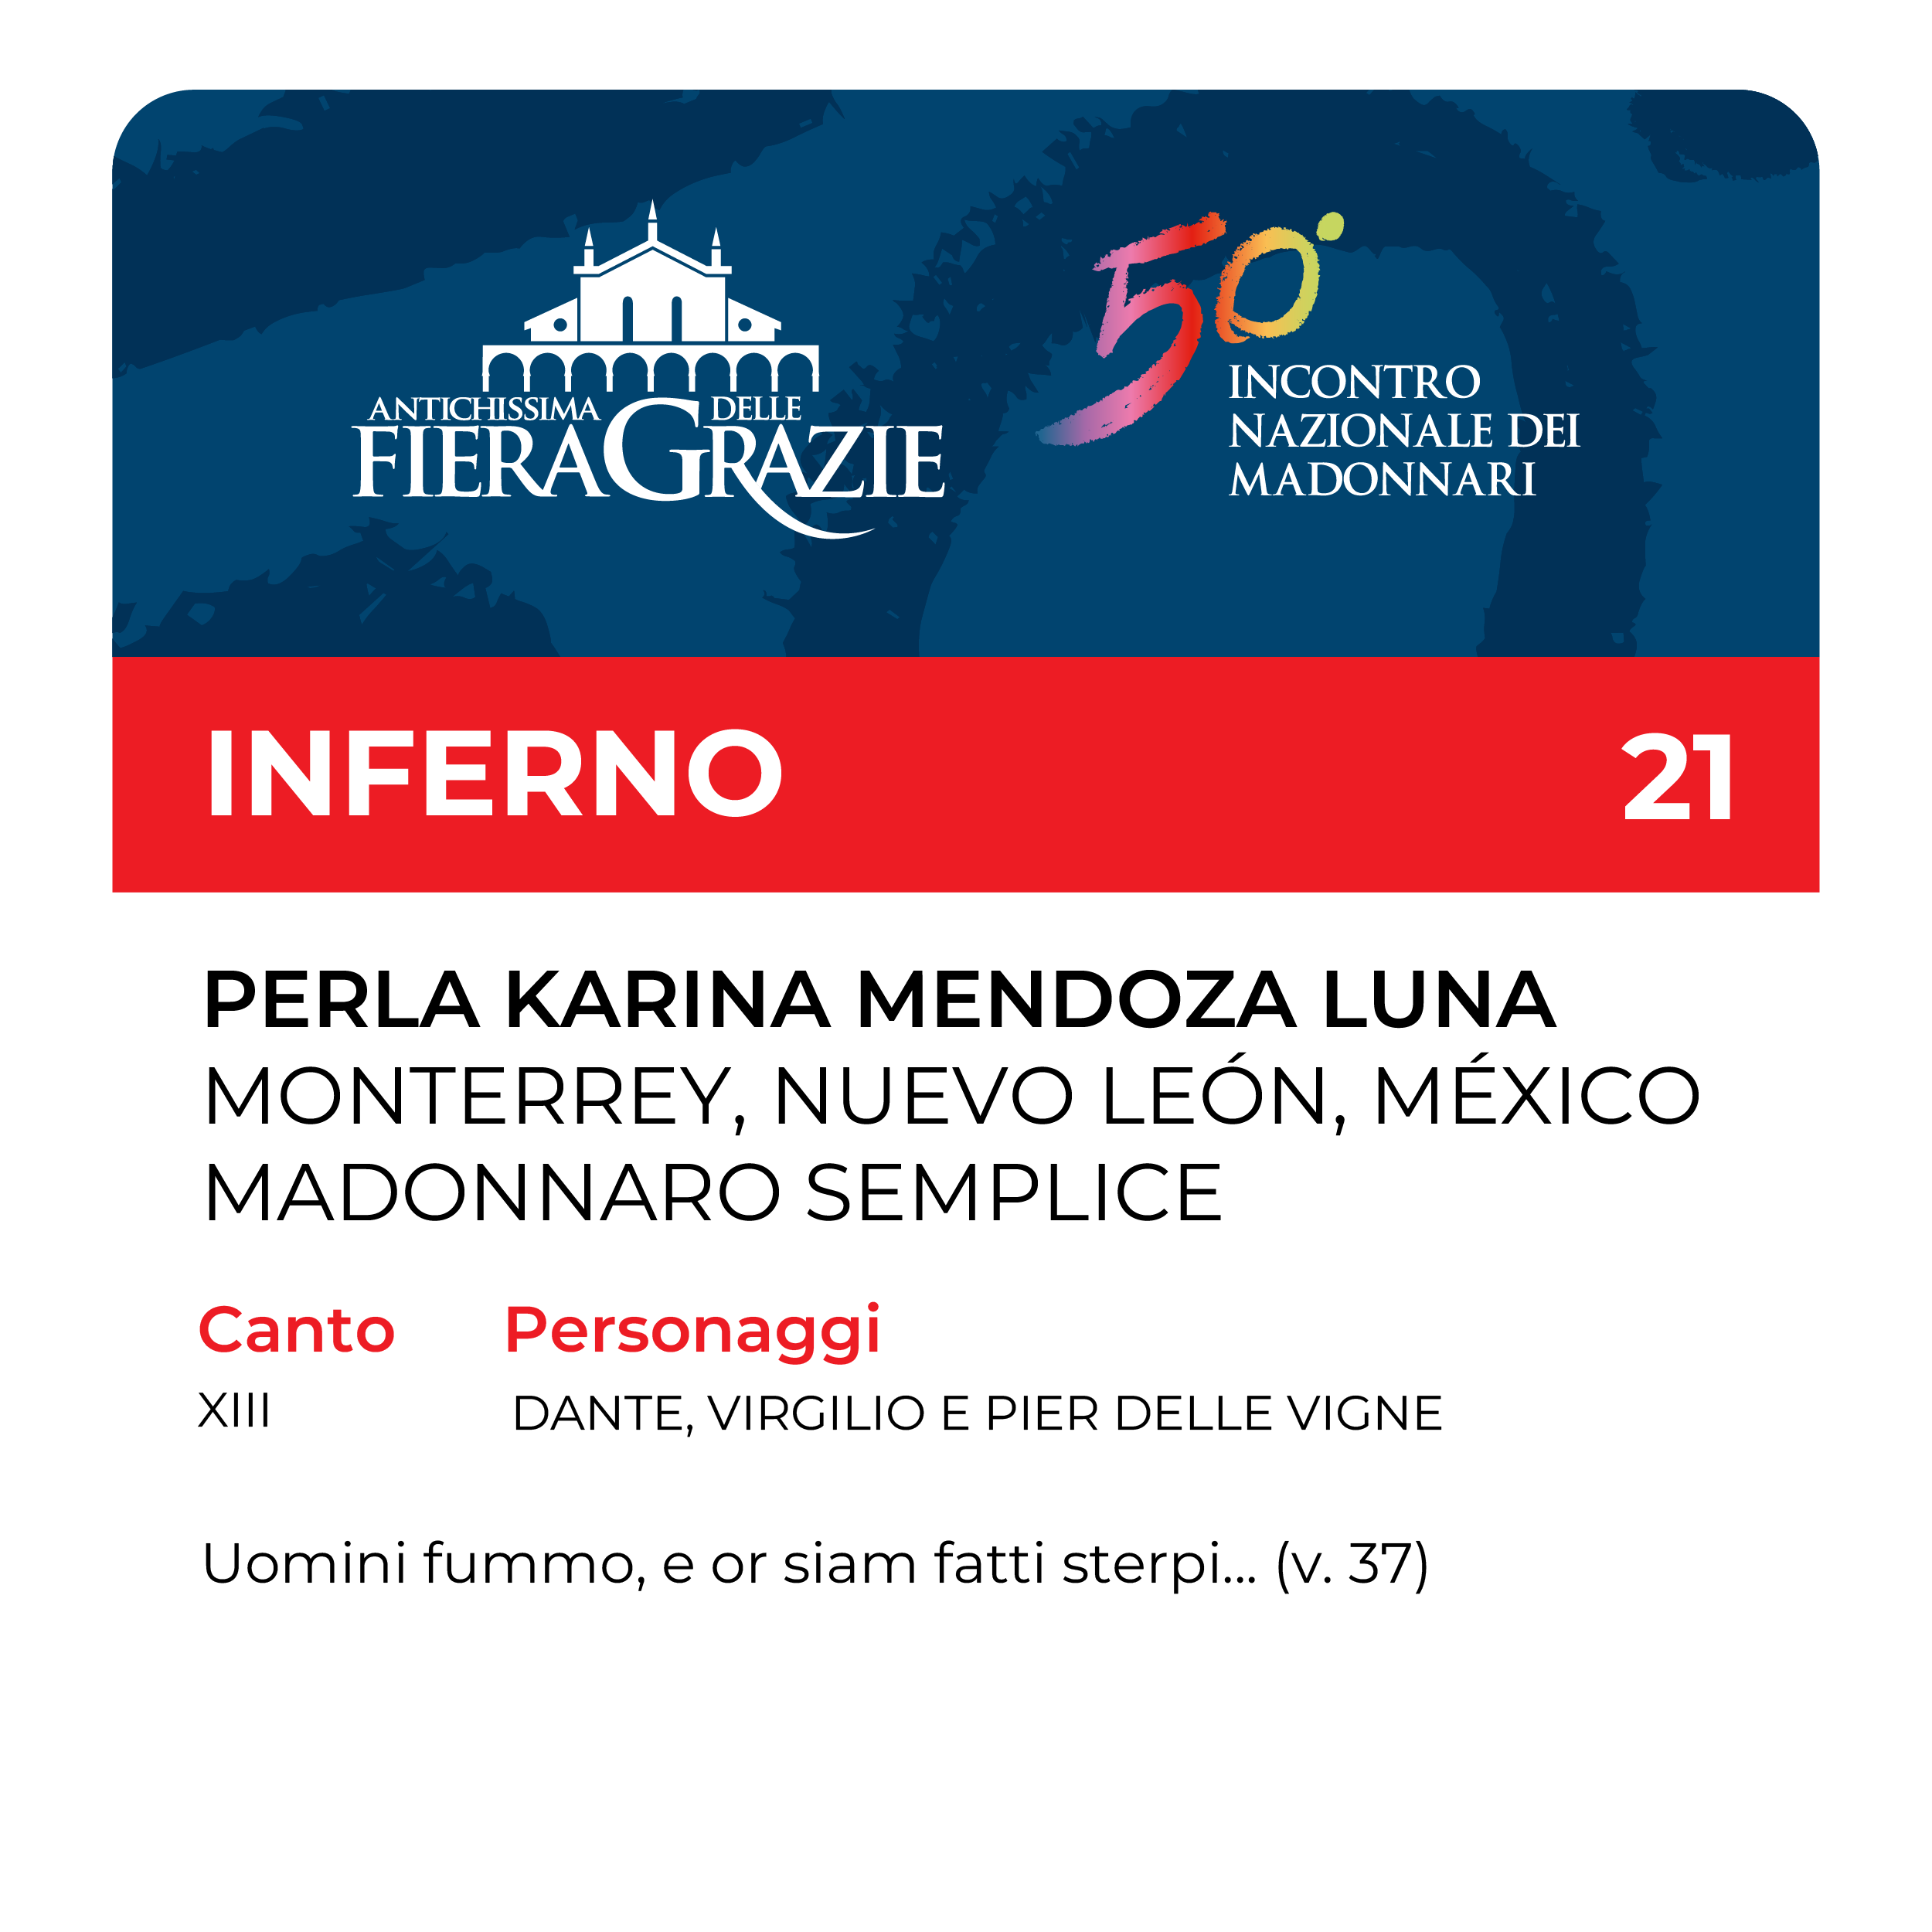 ANTICHISSIMA DELLE
FIERA GRAZIE
50°
INCONTRO
NAZIONALE DEI
MADONNARI
INFERNO 21
PERLA KARINA MENDOZA LUNA
MONTERREY, NUEVO LEÓN, MÉXICO
MADONNARO SEMPLICE
Canto Personaggi
XIII DANTE, VIRGILIO E PIER DELLE VIGNE
Uomini fummo, e or siam fatti sterpi... (v. 37)